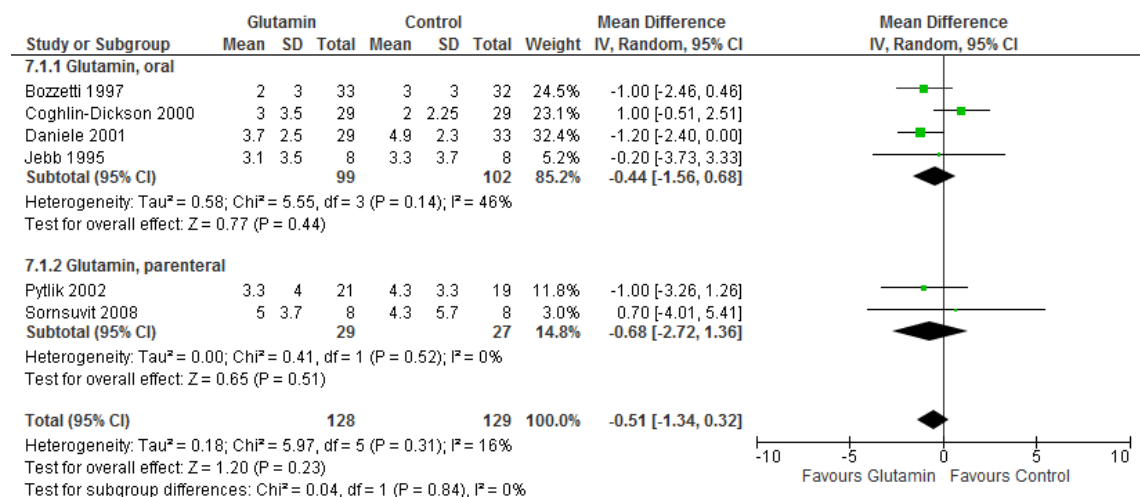 Glutamin Control Mean Difference Mean Difference
Study or Subgroup Mean SD Total Mean SD Total Weight IV, Random, 95% CI IV, Random, 95% CI
7.1.1 Glutamin, oral
Bozzetti 1997 2 3 33 3 3 32 24.5% -1.00 [-2.46, 0.46]
Coghlin-Dickson 2000 3 3.5 29 2 2.25 29 23.1% 1.00 [-0.51, 2.51]
Daniele 2001 3.7 2.5 29 4.9 2.3 33 32.4% -1.20 [-2.40, 0.00]
Jebb 1995 3.1 3.5 8 3.3 3.7 8 5.2% -0.20 [-3.73, 3.33]
Subtotal (95% CI) 99 102 85.2% -0.44 [-1.56, 0.68]
Heterogeneity: Tau² = 0.58; Chi² = 5.55, df = 3 (P = 0.14); I² = 46%
Test for overall effect: Z = 0.77 (P = 0.44)
7.1.2 Glutamin, parenteral
Pytlik 2002 3.3 4 21 4.3 3.3 19 11.8% -1.00 [-3.26, 1.26]
Sornsuvit 2008 5 3.7 8 4.3 5.7 8 3.0% 0.70 [-4.01, 5.41]
Subtotal (95% CI) 29 27 14.8% -0.68 [-2.72, 1.36]
Heterogeneity: Tau² = 0.00; Chi² = 0.41, df = 1 (P = 0.52); I² = 0%
Test for overall effect: Z = 0.65 (P = 0.51)
Total (95% CI) 128 129 100.0% -0.51 [-1.34, 0.32]
Heterogeneity: Tau² = 0.18; Chi² = 5.97, df = 5 (P = 0.31); I² = 16%
Test for overall effect: Z = 1.20 (P = 0.23)
Test for subgroup differences: Chi² = 0.04, df = 1 (P = 0.84), I² = 0%
-10 -5 0 5 10
Favours Glutamin Favours Control